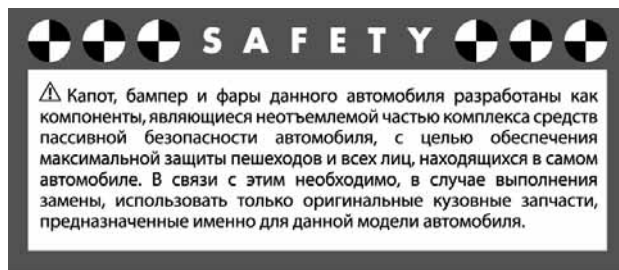 SAFETY
⚠ Капот, бампер и фары данного автомобиля разработаны как
компоненты, являющиеся неотъемлемой частью комплекса средств
пассивной безопасности автомобиля, с целью обеспечения
максимальной защиты пешеходов и всех лиц, находящихся в самом
автомобиле. В связи с этим необходимо, в случае выполнения
замены, использовать только оригинальные кузовные запчасти,
предназначенные именно для данной модели автомобиля.